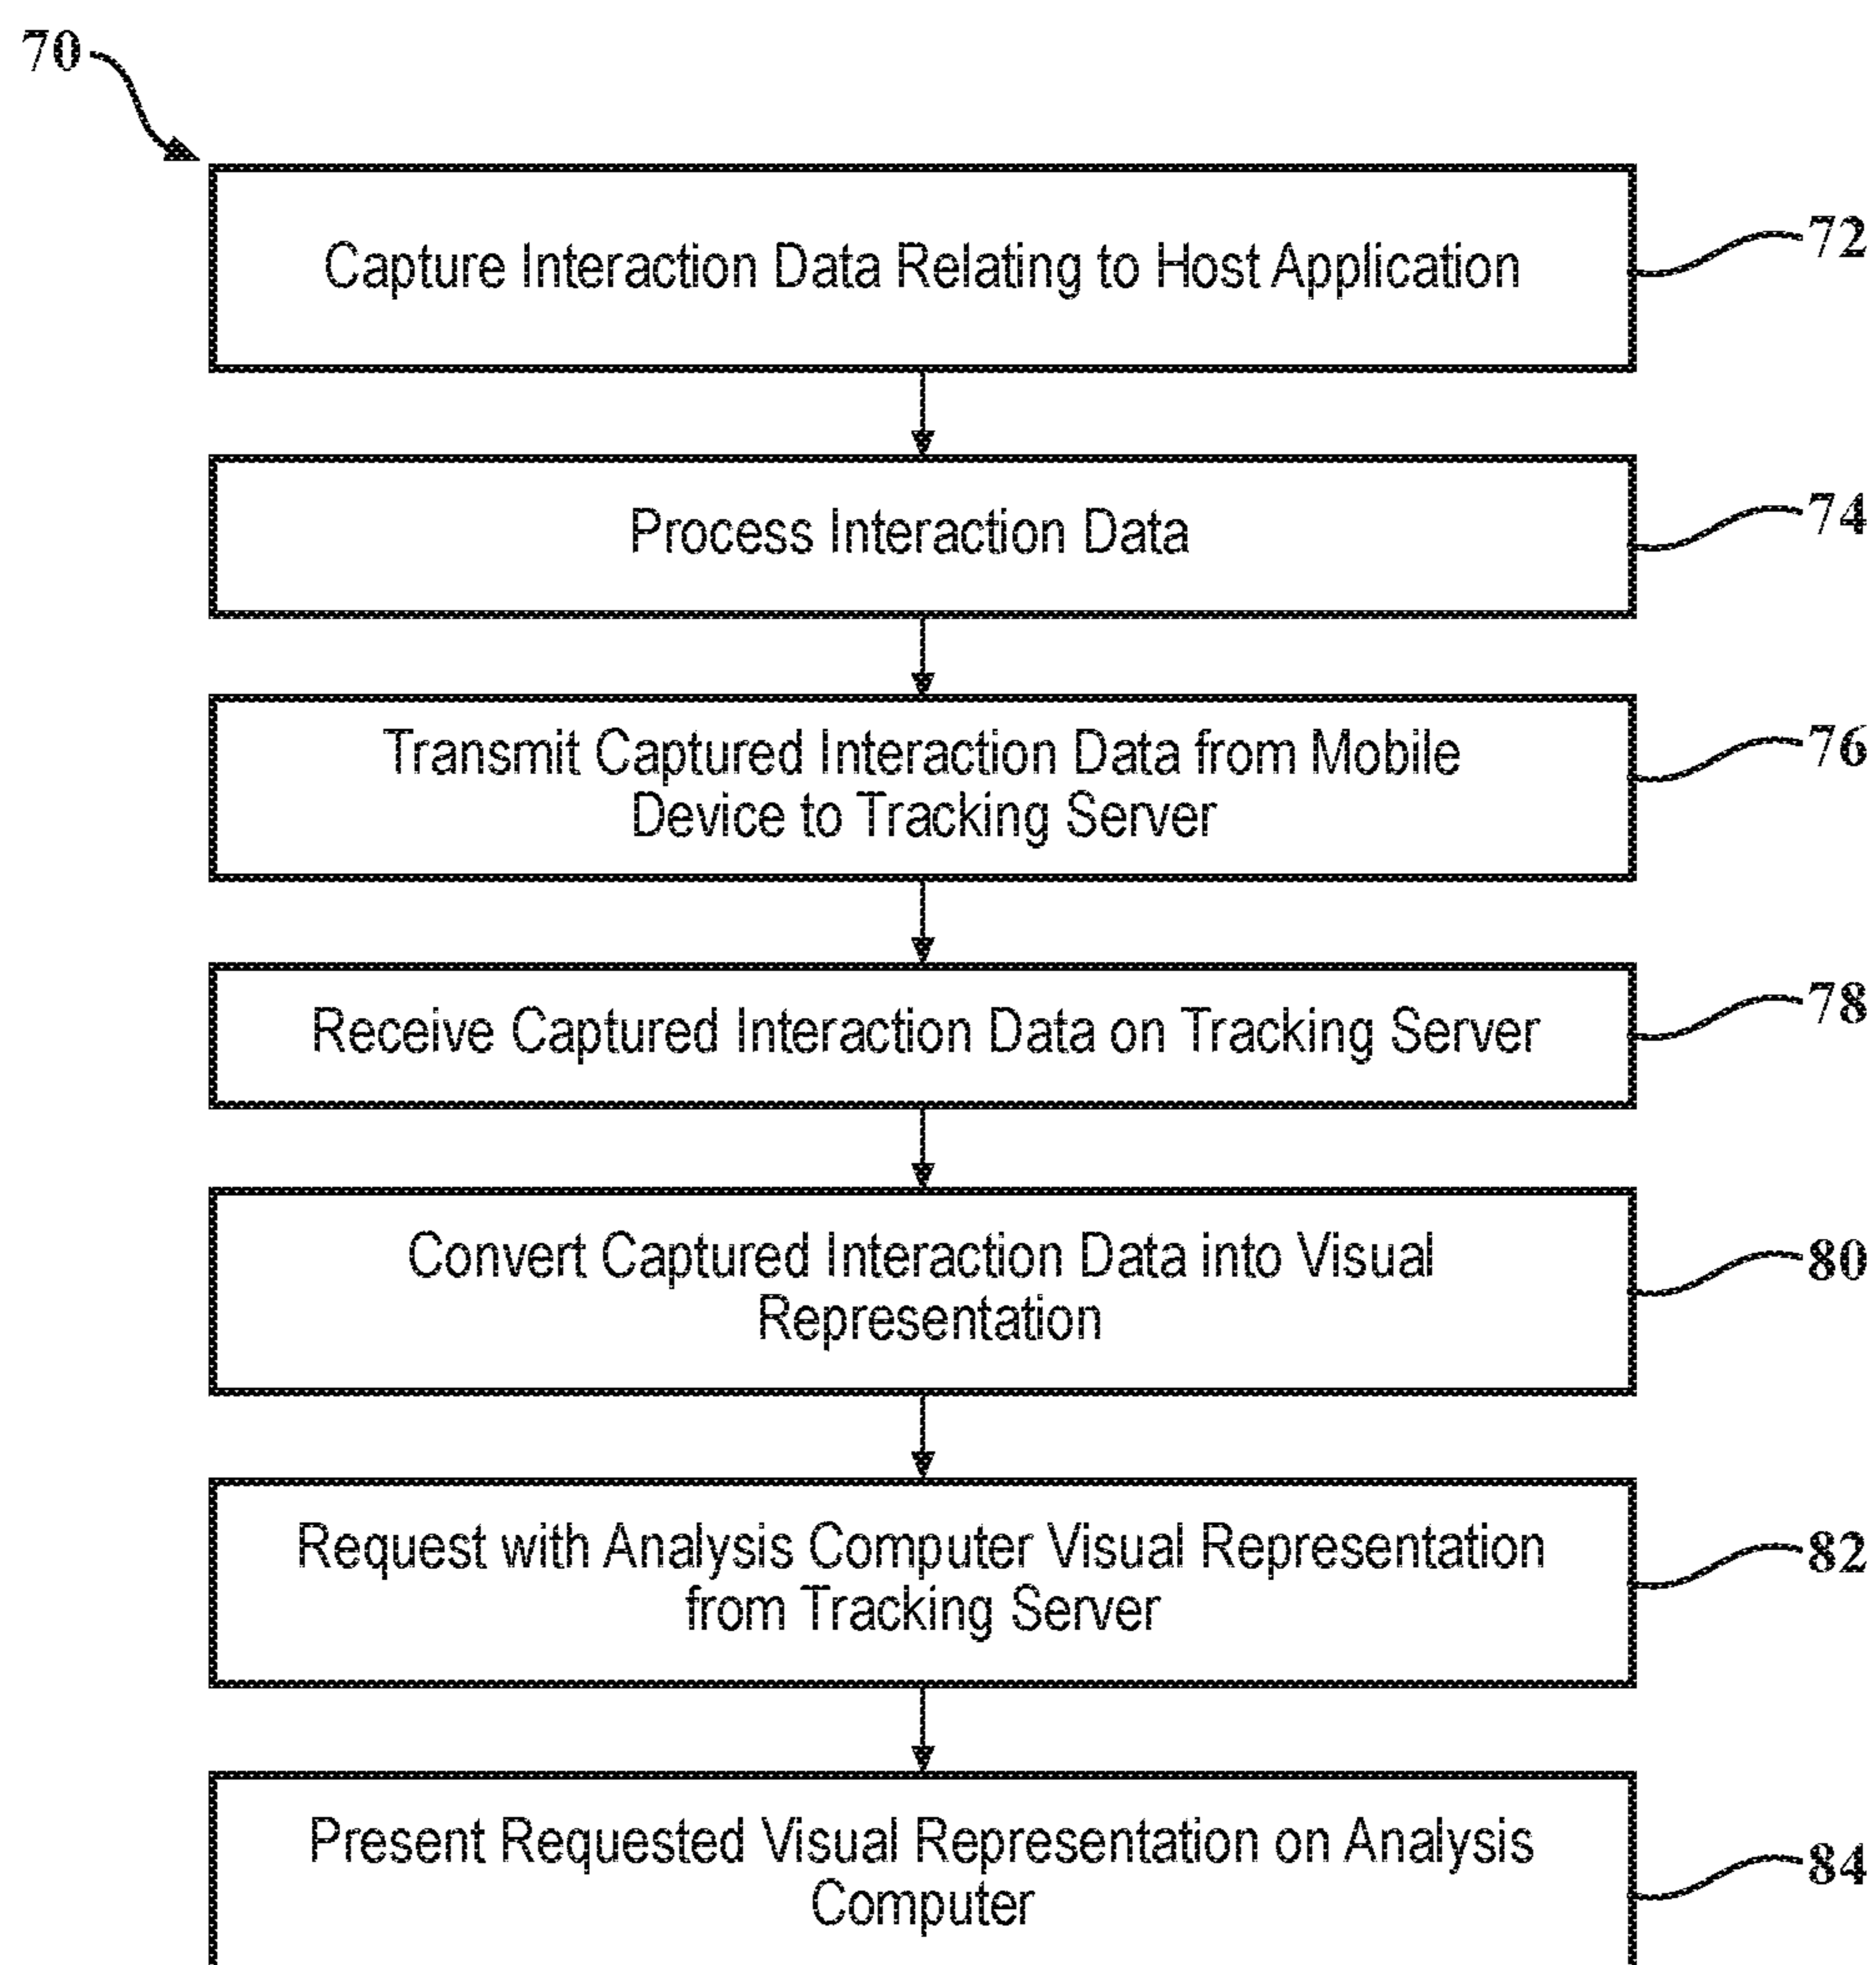 70
Capture Interaction Data Relating to Host Application
72
Process Interaction Data
74
Transmit Captured Interaction Data from Mobile
Device to Tracking Server
76
Receive Captured Interaction Data on Tracking Server
78
Convert Captured Interaction Data into Visual
Representation
80
Request with Analysis Computer Visual Representation
from Tracking Server
82
Present Requested Visual Representation on Analysis
Computer
84